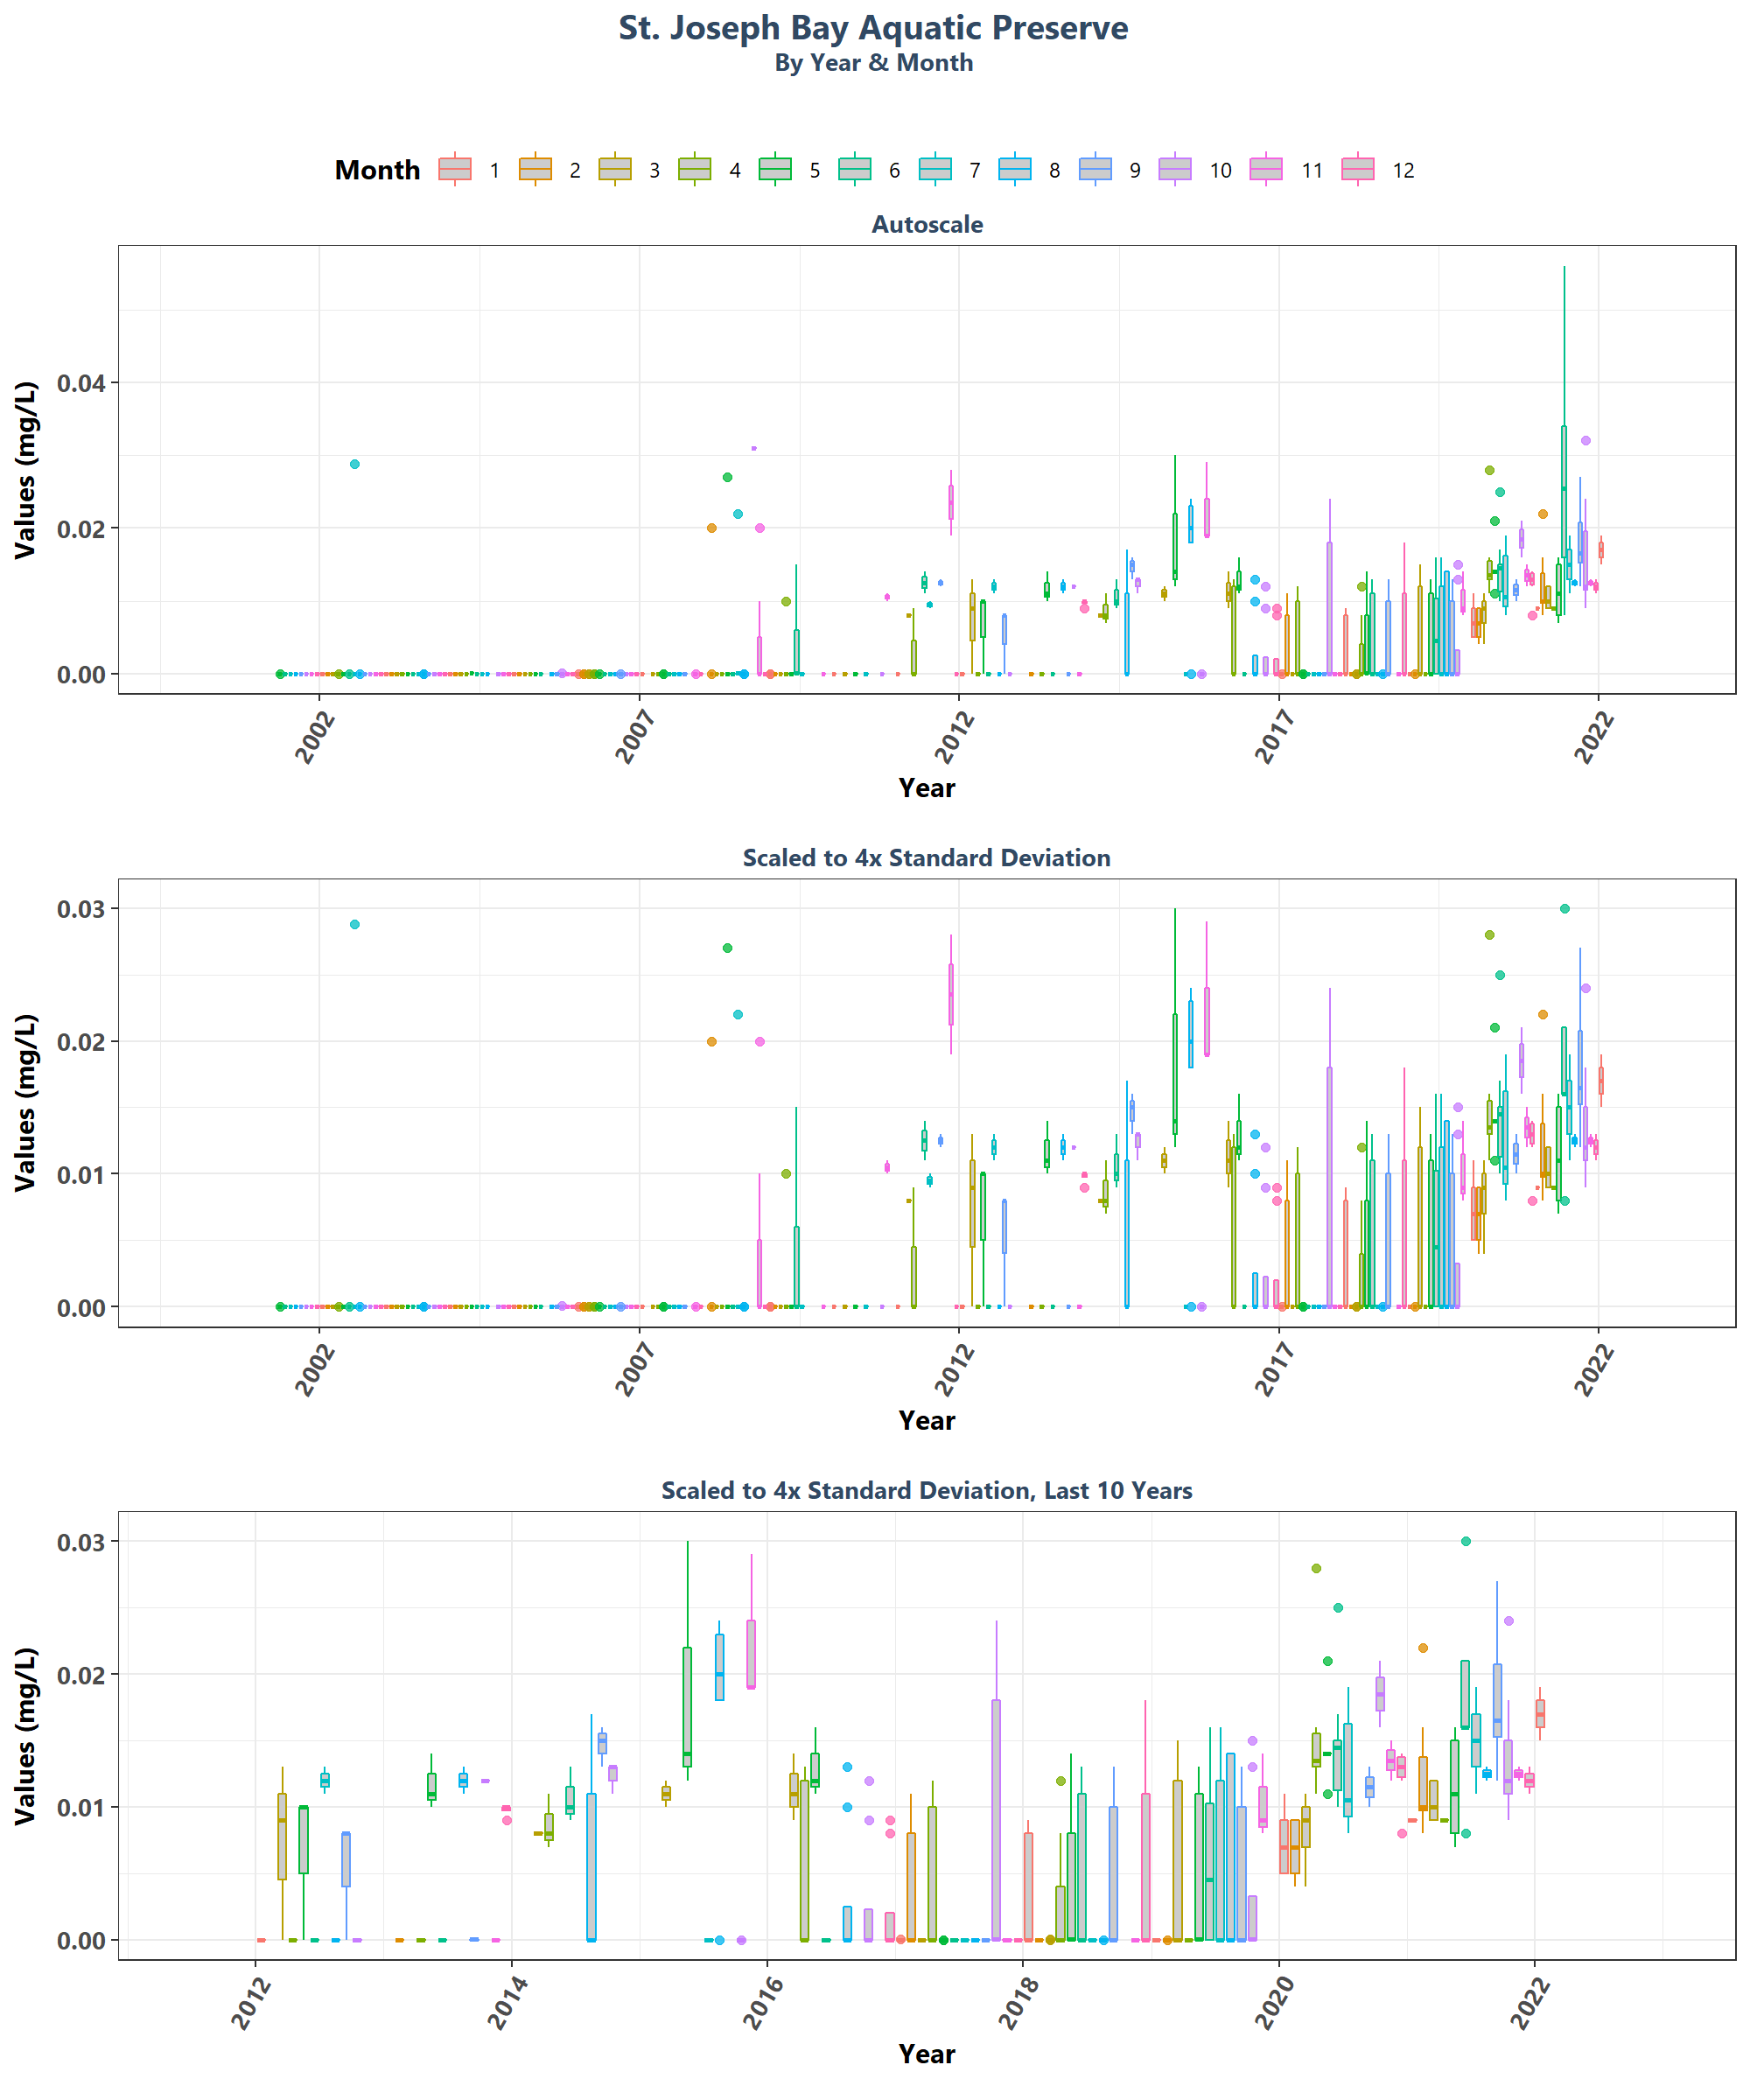 St. Joseph Bay Aquatic Preserve
By Year & Month
Month 1 2 3 4 5 6 7 8 9 10 11 12
Autoscale
Values (mg/L)
0.04
0.02
0.00
2002 2007 2012 2017 2022
Year
Scaled to 4x Standard Deviation
Values (mg/L)
0.03
0.02
0.01
0.00
2002 2007 2012 2017 2022
Year
Scaled to 4x Standard Deviation, Last 10 Years
Values (mg/L)
0.03
0.02
0.01
0.00
2012 2014 2016 2018 2020 2022
Year